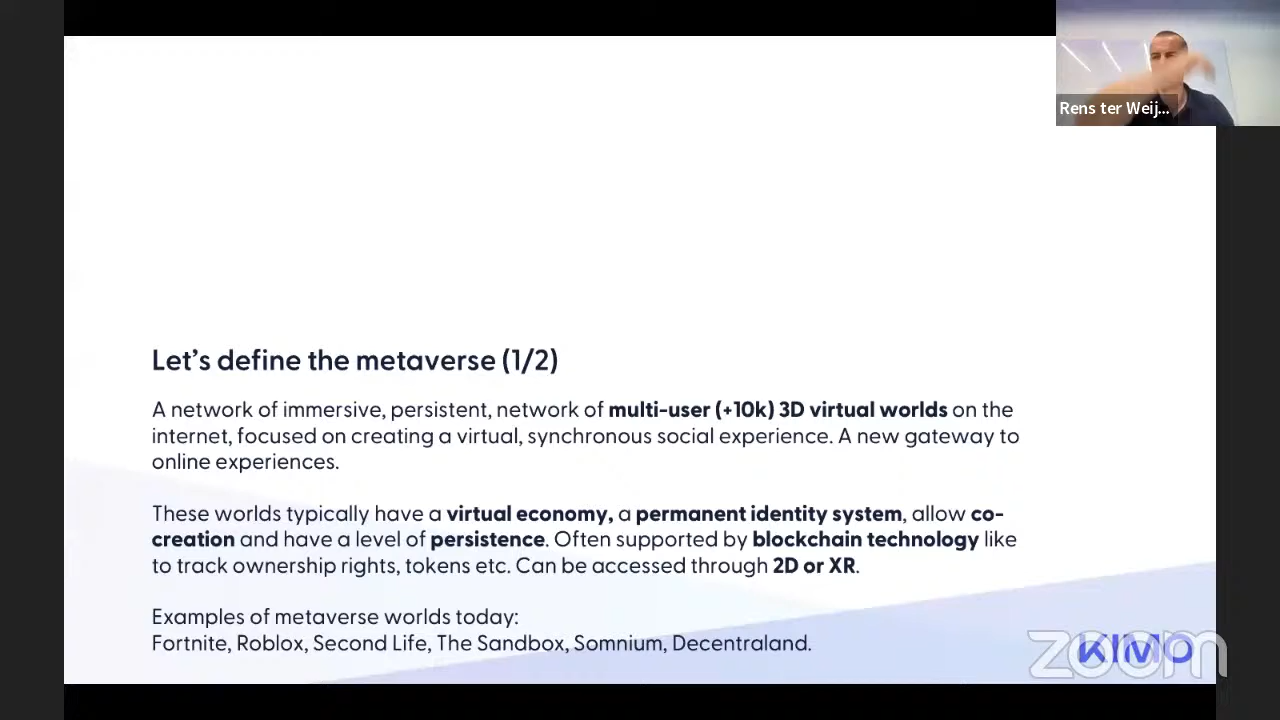 Rens ter Weij...
Let's define the metaverse (1/2)
A network of immersive, persistent, network of multi-user (+10k) 3D virtual worlds on the
internet, focused on creating a virtual, synchronous social experience. A new gateway to
online experiences.
These worlds typically have a virtual economy, a permanent identity system, allow co-
creation and have a level of persistence. Often supported by blockchain technology like
to track ownership rights, tokens etc. Can be accessed through 2D or XR.
Examples of metaverse worlds today:
Fortnite, Roblox, Second Life, The Sandbox, Somnium, Decentraland.
KIMO
zoom